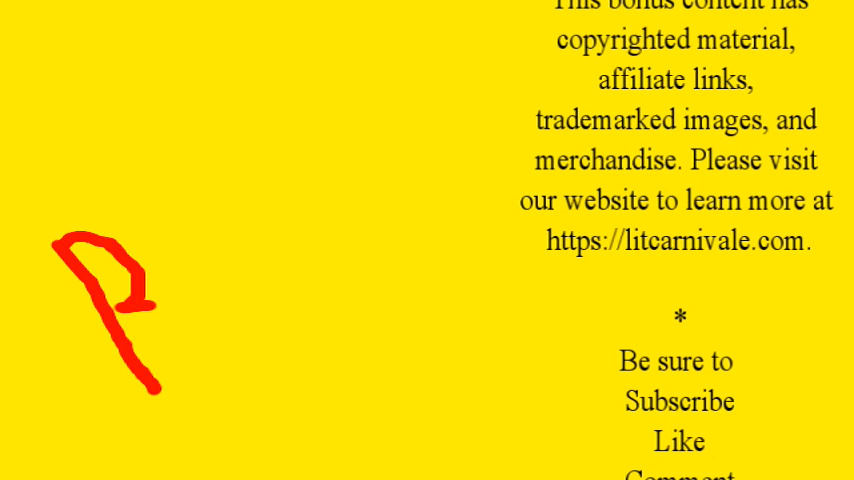 This bonus content has
copyrighted material,
affiliate links,
trademarked images, and
merchandise. Please visit
our website to learn more at
https://litcarnivale.com.
*
Be sure to
Subscribe
Like
Comment
P